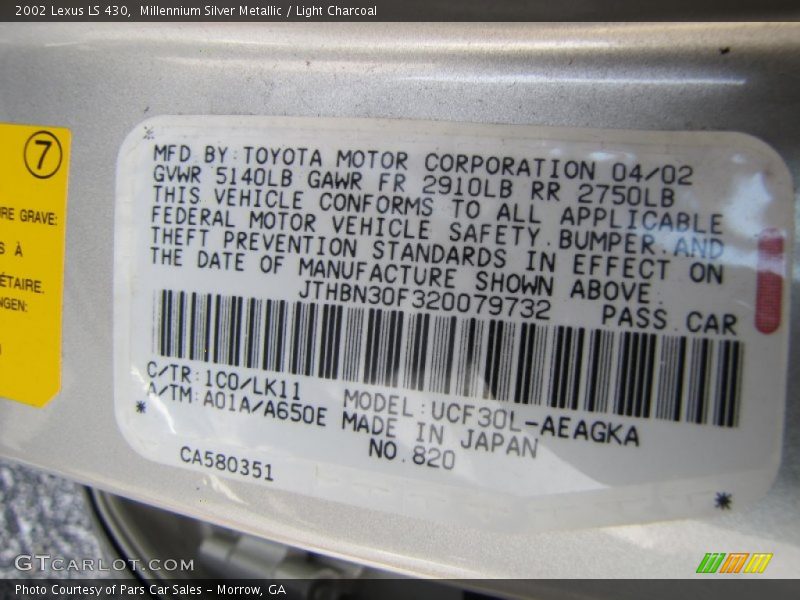 2002 Lexus LS 430,  Millennium Silver Metallic / Light Charcoal
7
URE GRAVE:
S À
ÉTAIRE.
NGEN:
MFD BY:TOYOTA MOTOR CORPORATION 04/02
GVWR 5140LB GAWR FR 2910LB RR 2750LB
THIS VEHICLE CONFORMS TO ALL APPLICABLE
FEDERAL MOTOR VEHICLE SAFETY.BUMPER.AND
THEFT PREVENTION STANDARDS IN EFFECT ON
THE DATE OF MANUFACTURE SHOWN ABOVE.
JTHBN30F320079732 PASS.CAR
C/TR:1C0/LK11 MODEL:UCF30L-AEAGKA
A/TM:A01A/A650E MADE IN JAPAN
NO.820
CA580351
GTCARLOT.COM
Photo Courtesy of Pars Car Sales - Morrow, GA